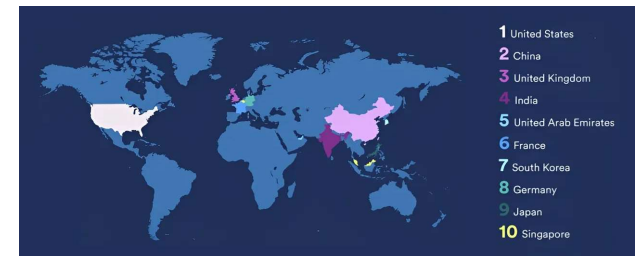 1 United States
2 China
3 United Kingdom
4 India
5 United Arab Emirates
6 France
7 South Korea
8 Germany
9 Japan
10 Singapore